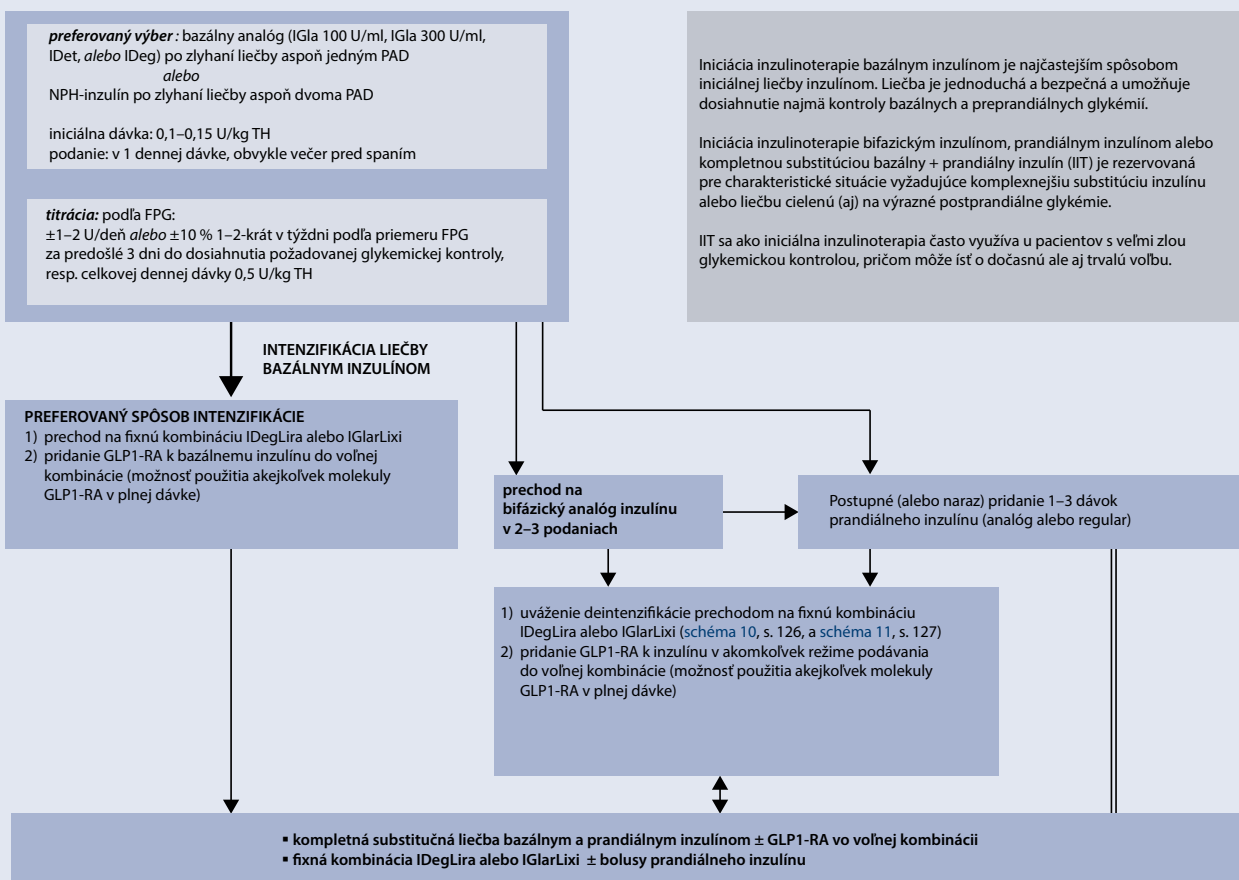 preferovaný výber : bazálny analóg (IGla 100 U/ml, IGla 300 U/ml,
IDet, alebo IDeg) po zlyhaní liečby aspoň jedným PAD
alebo
NPH-inzulín po zlyhaní liečby aspoň dvoma PAD
iniciálna dávka: 0,1–0,15 U/kg TH
podanie: v 1 dennej dávke, obvykle večer pred spaním
titrácia: podľa FPG:
±1–2 U/deň alebo ±10 % 1–2-krát v týždni podľa priemeru FPG
za predošlé 3 dni do dosiahnutia požadovanej glykemickej kontroly,
resp. celkovej dennej dávky 0,5 U/kg TH
Iniciácia inzulinoterapie bazálnym inzulínom je najčastejším spôsobom
iniciálnej liečby inzulínom. Liečba je jednoduchá a bezpečná a umožňuje
dosiahnutie najmä kontroly bazálnych a preprandiálnych glykémií.
Iniciácia inzulinoterapie bifazickým inzulínom, prandiálnym inzulínom alebo
kompletnou substitúciou bazálny + prandiálny inzulín (IIT) je rezervovaná
pre charakteristické situácie vyžadujúce komplexnejšiu substitúciu inzulínu
alebo liečbu cielenú (aj) na výrazné postprandiálne glykémie.
IIT sa ako iniciálna inzulinoterapia často využíva u pacientov s veľmi zlou
glykemickou kontrolou, pričom môže ísť o dočasnú ale aj trvalú voľbu.
INTENZIFIKÁCIA LIEČBY
BAZÁLNYM INZULÍNOM
PREFEROVANÝ SPÔSOB INTENZIFIKÁCIE
1) prechod na fixnú kombináciu IDegLira alebo IGlarLixi
2) pridanie GLP1-RA k bazálnemu inzulínu do voľnej
kombinácie (možnosť použitia akejkoľvek molekuly
GLP1-RA v plnej dávke)
prechod na
bifázický analóg inzulínu
v 2–3 podaniach
Postupné (alebo naraz) pridanie 1–3 dávok
prandiálneho inzulínu (analóg alebo regular)
1) uváženie deintenzifikácie prechodom na fixnú kombináciu
IDegLira alebo IGlarLixi (schéma 10, s. 126, a schéma 11, s. 127)
2) pridanie GLP1-RA k inzulínu v akomkoľvek režime podávania
do voľnej kombinácie (možnosť použitia akejkoľvek molekuly
GLP1-RA v plnej dávke)
▪ kompletná substitučná liečba bazálnym a prandiálnym inzulínom ± GLP1-RA vo voľnej kombinácii
▪ fixná kombinácia IDegLira alebo IGlarLixi ± bolusy prandiálneho inzulínu